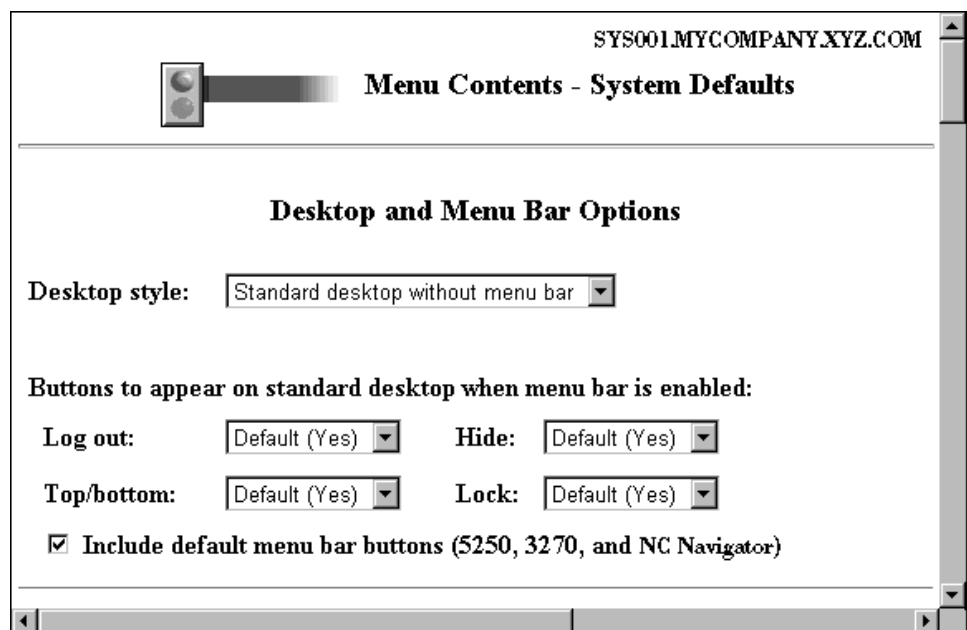 SYS001.MYCOMPANY.XYZ.COM
Menu Contents - System Defaults
Desktop and Menu Bar Options
Desktop style: Standard desktop without menu bar
Buttons to appear on standard desktop when menu bar is enabled:
Log out: Default (Yes) Hide: Default (Yes)
Top/bottom: Default (Yes) Lock: Default (Yes)
Include default menu bar buttons (5250, 3270, and NC Navigator)